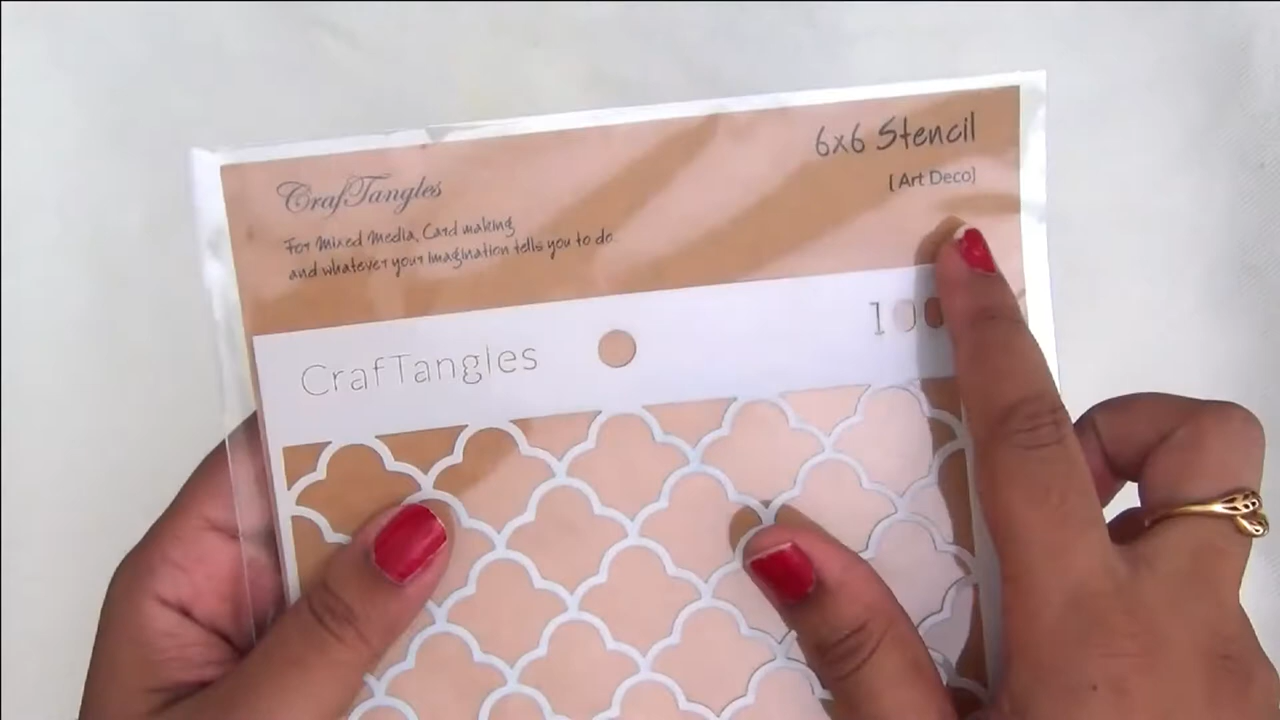 CrafTangles
For Mixed Media, Card making
and whatever your imagination tells you to do.
6x6 Stencil
[Art Deco]
CrafTangles